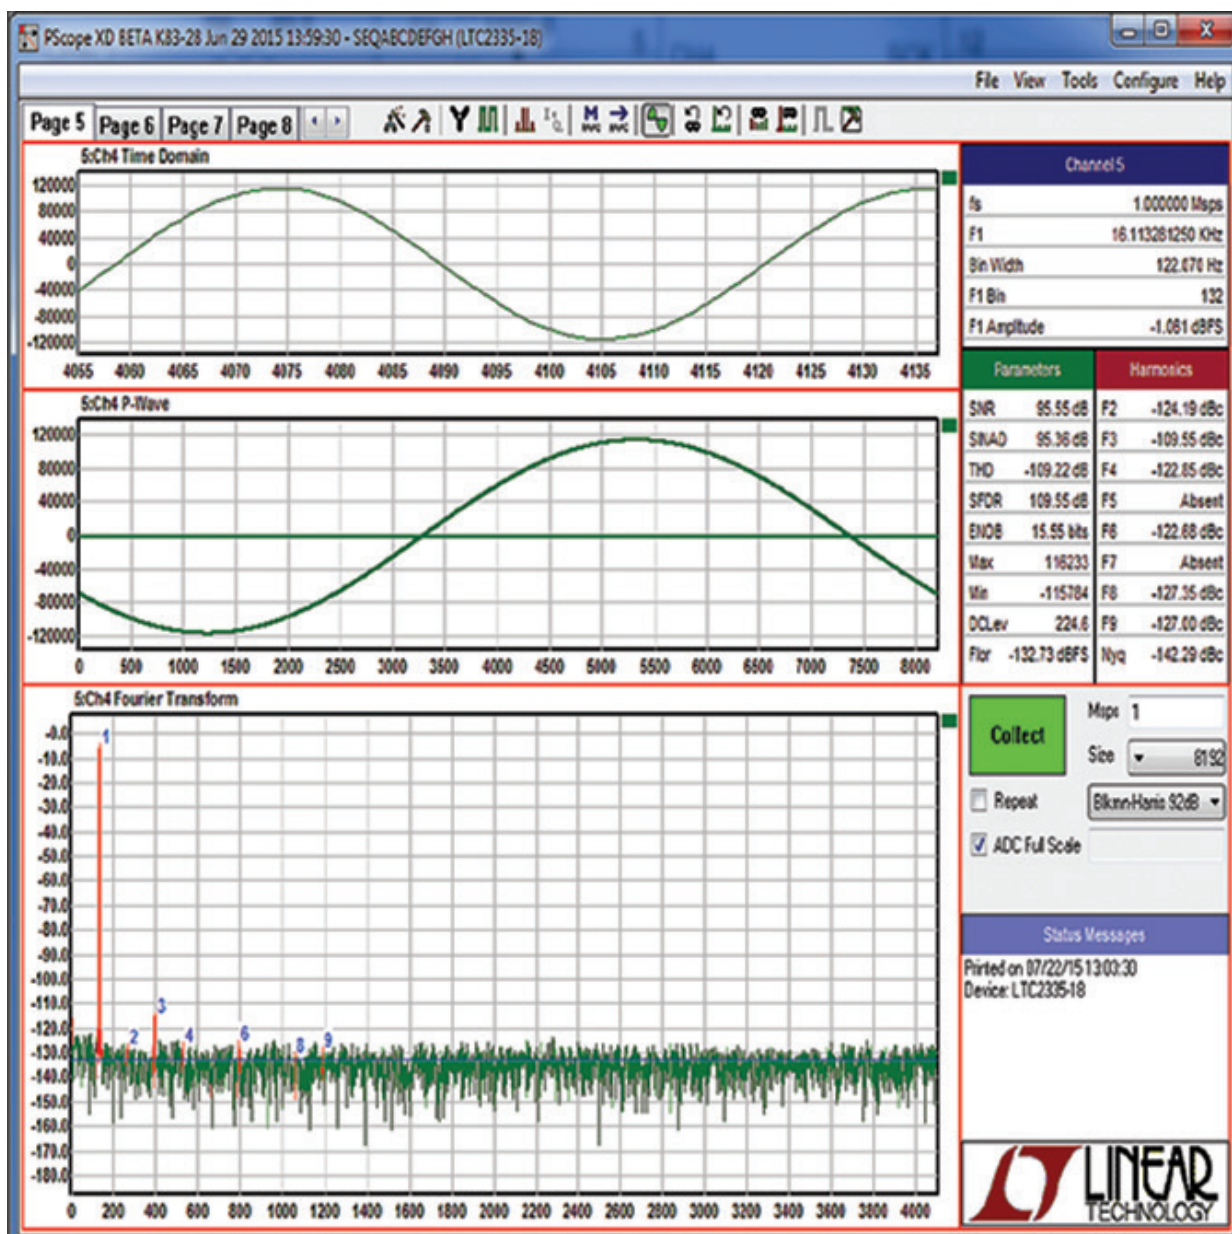 PScope XD BETA K83-28 Jun 29 2015 13:59:30 - SEQABCDEFGH (LTC2335-18)
File View Tools Configure Help
Page 5 Page 6 Page 7 Page 8
5:Ch4 Time Domain
120000
80000
40000
0
-40000
-80000
-120000
4055 4060 4065 4070 4075 4080 4085 4090 4095 4100 4105 4110 4115 4120 4125 4130 4135
5:Ch4 P-Wave
120000
80000
40000
0
-40000
-80000
-120000
0 500 1000 1500 2000 2500 3000 3500 4000 4500 5000 5500 6000 6500 7000 7500 8000
5:Ch4 Fourier Transform
-0.0
-10.0
-20.0
-30.0
-40.0
-50.0
-60.0
-70.0
-80.0
-90.0
-100.0
-110.0
-120.0
-130.0
-140.0
-150.0
-160.0
-170.0
-180.0
1 2 3 4 6 8 9
0 200 400 600 800 1000 1200 1400 1600 1800 2000 2200 2400 2600 2800 3000 3200 3400 3600 3800 4000
Channel 5
fs 1.000000 Msps
F1 16.113281250 KHz
Bin Width 122.070 Hz
F1 Bin 132
F1 Amplitude -1.081 dBFS
Parameters Harmonics
SNR 95.55 dB F2 -124.19 dBc
SINAD 95.36 dB F3 -109.55 dBc
THD -109.22 dB F4 -122.85 dBc
SFDR 109.55 dB F5 Absent
ENOB 15.55 bits F6 -122.68 dBc
Max 116233 F7 Absent
Min -115784 F8 -127.35 dBc
DCLev 224.6 F9 -127.00 dBc
Flor -132.73 dBFS Nyq -142.29 dBc
Collect
Msps 1
Size 8192
Repeat
Blkmn-Harris 92dB
ADC Full Scale
Status Messages
Printed on 07/22/15 13:03:30
Device: LTC2335-18
LINEAR
TECHNOLOGY